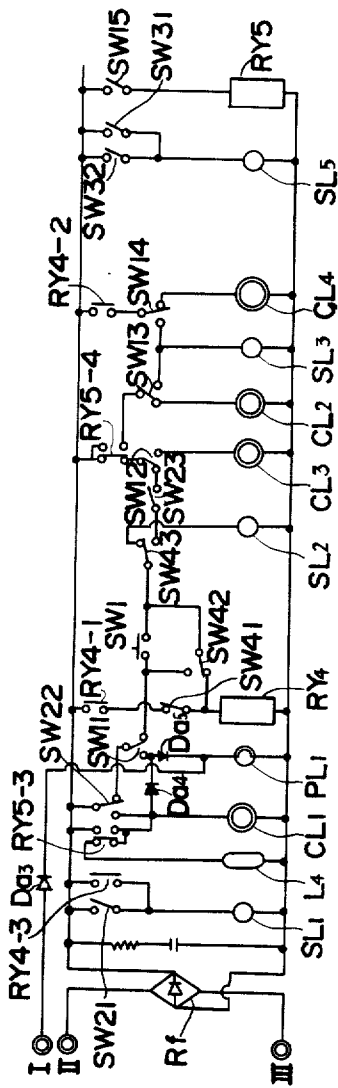 I
II
III
Da3
RY4-3
SW21
Rf
SL1
L4
RY5-3
SW22
SW11
Da4
Da5
CL1
PL1
RY4-1
SW41
RY4
SW1
SW42
SW43
SL2
SW12
SW23
RY5-4
CL3
CL2
SW13
SL3
RY4-2
SW14
CL4
SW32
SW31
SL5
SW15
RY5